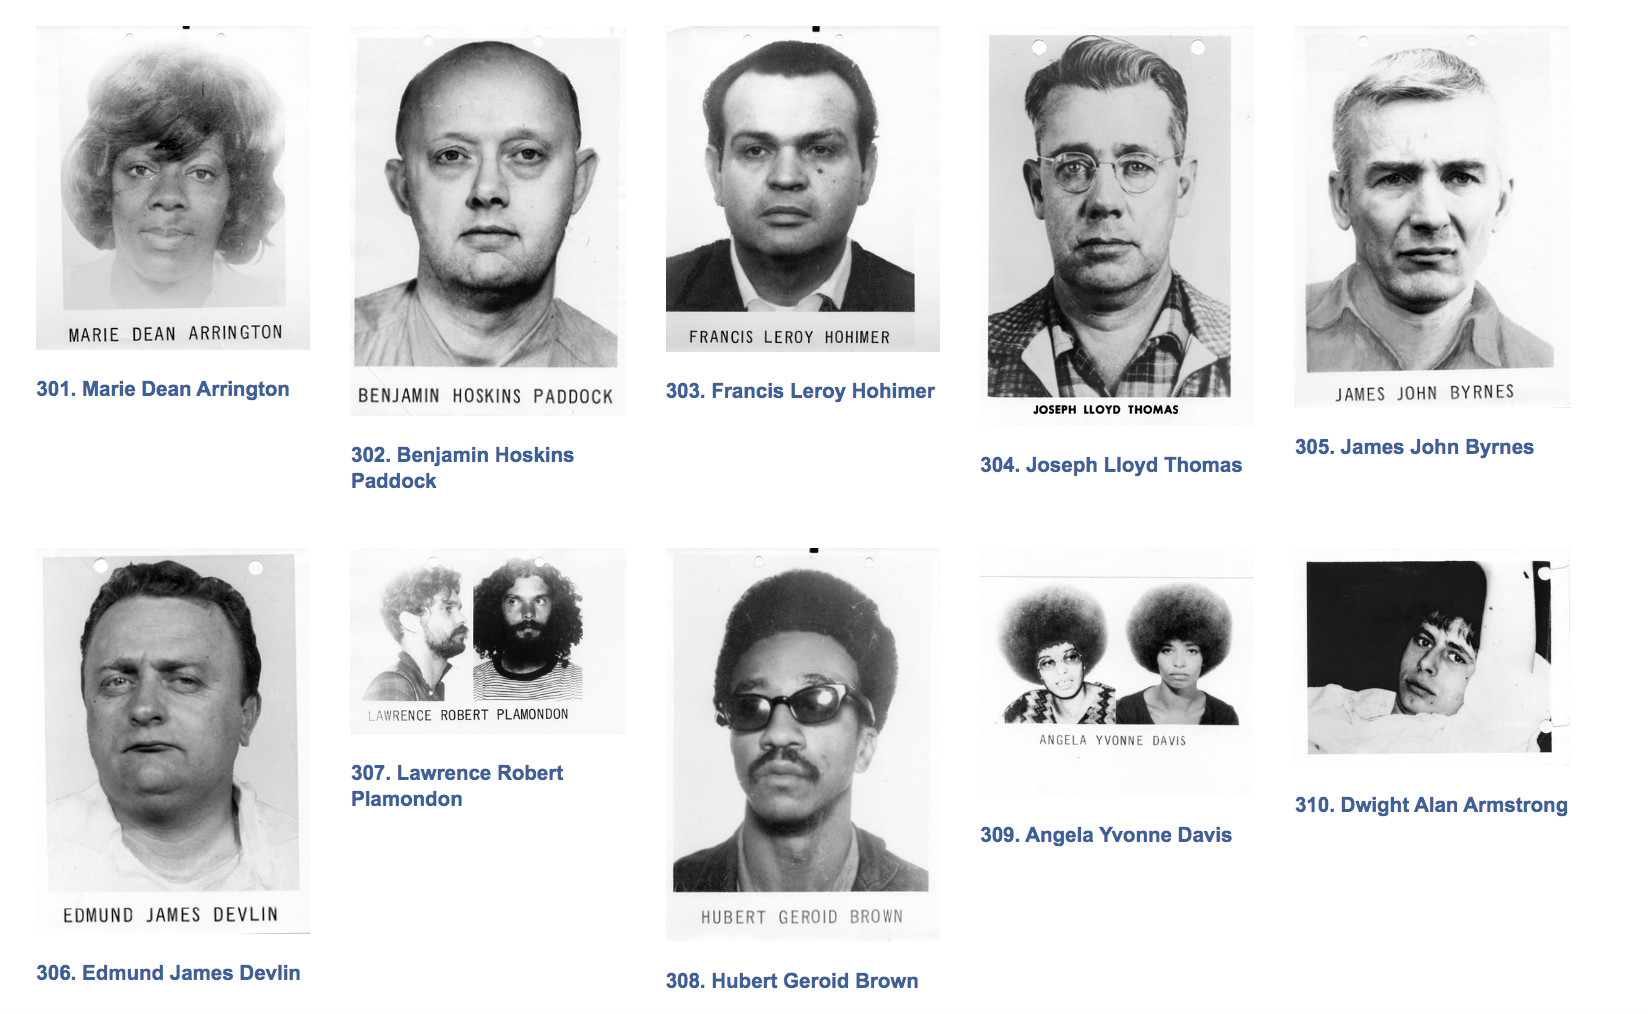 MARIE DEAN ARRINGTON
301. Marie Dean Arrington
BENJAMIN HOSKINS PADDOCK
302. Benjamin Hoskins
Paddock
FRANCIS LEROY HOHIMER
303. Francis Leroy Hohimer
JOSEPH LLOYD THOMAS
304. Joseph Lloyd Thomas
JAMES JOHN BYRNES
305. James John Byrnes
EDMUND JAMES DEVLIN
306. Edmund James Devlin
LAWRENCE ROBERT PLAMONDON
307. Lawrence Robert
Plamondon
HUBERT GEROID BROWN
308. Hubert Geroid Brown
ANGELA YVONNE DAVIS
309. Angela Yvonne Davis
310. Dwight Alan Armstrong